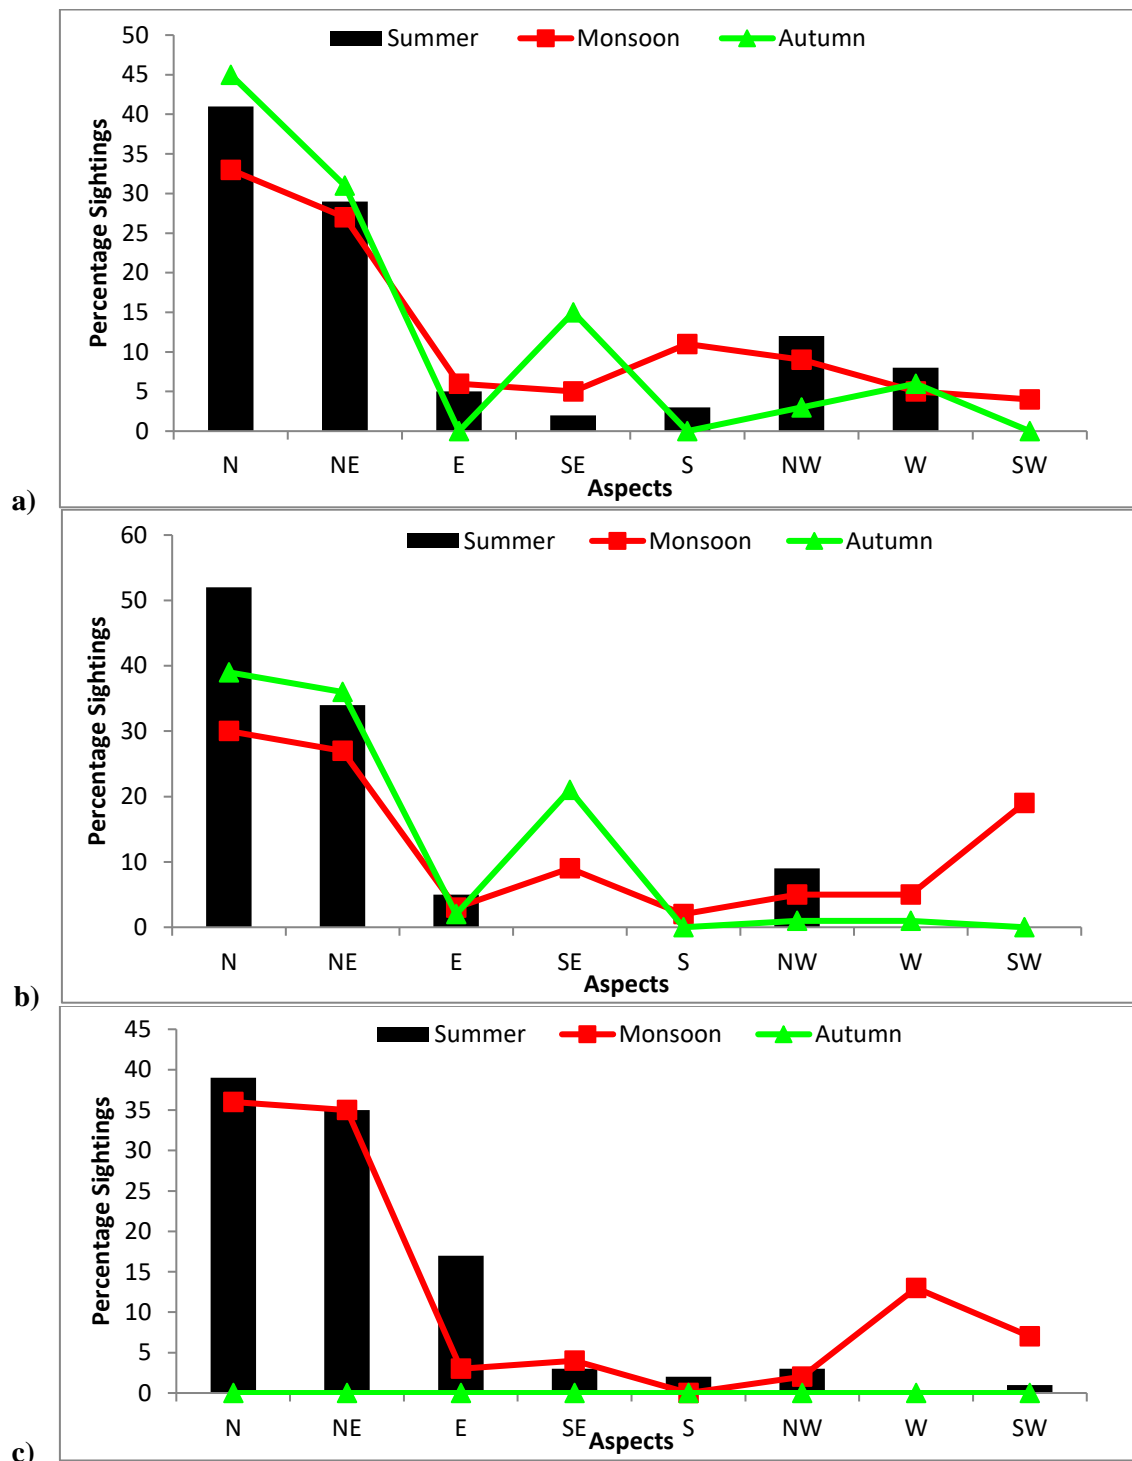 Summer Monsoon Autumn
50
45
40
35
30
25
20
15
10
5
0
Percentage Sightings
N NE E SE S NW W SW
Aspects
a)
Summer Monsoon Autumn
60
50
40
30
20
10
0
Percentage Sightings
N NE E SE S NW W SW
Aspects
b)
Summer Monsoon Autumn
45
40
35
30
25
20
15
10
5
0
Percentage Sightings
N NE E SE S NW W SW
Aspects
c)